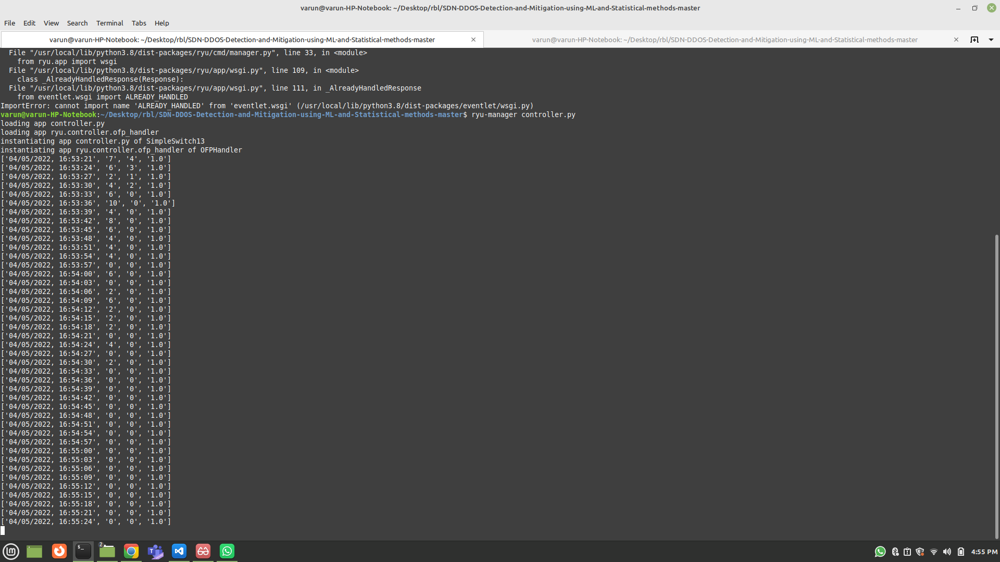 varun@varun-HP-Notebook: ~/Desktop/rbl/SDN-DDOS-Detection-and-Mitigation-using-ML-and-Statistical-methods-master
File Edit View Search Terminal Tabs Help
varun@varun-HP-Notebook: ~/Desktop/rbl/SDN-DDOS-Detection-and-Mitigation-using-ML-and-Statistical-methods-master
varun@varun-HP-Notebook: ~/Desktop/rbl/SDN-DDOS-Detection-and-Mitigation-using-ML-and-Statistical-methods-master
  File "/usr/local/lib/python3.8/dist-packages/ryu/cmd/manager.py", line 33, in <module>
    from ryu.app import wsgi
  File "/usr/local/lib/python3.8/dist-packages/ryu/app/wsgi.py", line 109, in <module>
    class _AlreadyHandledResponse(Response):
  File "/usr/local/lib/python3.8/dist-packages/ryu/app/wsgi.py", line 111, in _AlreadyHandledResponse
    from eventlet.wsgi import ALREADY_HANDLED
ImportError: cannot import name 'ALREADY_HANDLED' from 'eventlet.wsgi' (/usr/local/lib/python3.8/dist-packages/eventlet/wsgi.py)
varun@varun-HP-Notebook:~/Desktop/rbl/SDN-DDOS-Detection-and-Mitigation-using-ML-and-Statistical-methods-master$ ryu-manager controller.py
loading app controller.py
loading app ryu.controller.ofp_handler
instantiating app controller.py of SimpleSwitch13
instantiating app ryu.controller.ofp_handler of OFPHandler
['04/05/2022, 16:53:21', '7', '4', '1.0']
['04/05/2022, 16:53:24', '6', '3', '1.0']
['04/05/2022, 16:53:27', '2', '1', '1.0']
['04/05/2022, 16:53:30', '4', '2', '1.0']
['04/05/2022, 16:53:33', '6', '0', '1.0']
['04/05/2022, 16:53:36', '10', '0', '1.0']
['04/05/2022, 16:53:39', '4', '0', '1.0']
['04/05/2022, 16:53:42', '8', '0', '1.0']
['04/05/2022, 16:53:45', '6', '0', '1.0']
['04/05/2022, 16:53:48', '4', '0', '1.0']
['04/05/2022, 16:53:51', '4', '0', '1.0']
['04/05/2022, 16:53:54', '4', '0', '1.0']
['04/05/2022, 16:53:57', '0', '0', '1.0']
['04/05/2022, 16:54:00', '6', '0', '1.0']
['04/05/2022, 16:54:03', '0', '0', '1.0']
['04/05/2022, 16:54:06', '2', '0', '1.0']
['04/05/2022, 16:54:09', '6', '0', '1.0']
['04/05/2022, 16:54:12', '2', '0', '1.0']
['04/05/2022, 16:54:15', '2', '0', '1.0']
['04/05/2022, 16:54:18', '2', '0', '1.0']
['04/05/2022, 16:54:21', '0', '0', '1.0']
['04/05/2022, 16:54:24', '4', '0', '1.0']
['04/05/2022, 16:54:27', '0', '0', '1.0']
['04/05/2022, 16:54:30', '2', '0', '1.0']
['04/05/2022, 16:54:33', '0', '0', '1.0']
['04/05/2022, 16:54:36', '0', '0', '1.0']
['04/05/2022, 16:54:39', '0', '0', '1.0']
['04/05/2022, 16:54:42', '0', '0', '1.0']
['04/05/2022, 16:54:45', '0', '0', '1.0']
['04/05/2022, 16:54:48', '0', '0', '1.0']
['04/05/2022, 16:54:51', '0', '0', '1.0']
['04/05/2022, 16:54:54', '0', '0', '1.0']
['04/05/2022, 16:54:57', '0', '0', '1.0']
['04/05/2022, 16:55:00', '0', '0', '1.0']
['04/05/2022, 16:55:03', '0', '0', '1.0']
['04/05/2022, 16:55:06', '0', '0', '1.0']
['04/05/2022, 16:55:09', '0', '0', '1.0']
['04/05/2022, 16:55:12', '0', '0', '1.0']
['04/05/2022, 16:55:15', '0', '0', '1.0']
['04/05/2022, 16:55:18', '0', '0', '1.0']
['04/05/2022, 16:55:21', '0', '0', '1.0']
['04/05/2022, 16:55:24', '0', '0', '1.0']
2
4:55 PM